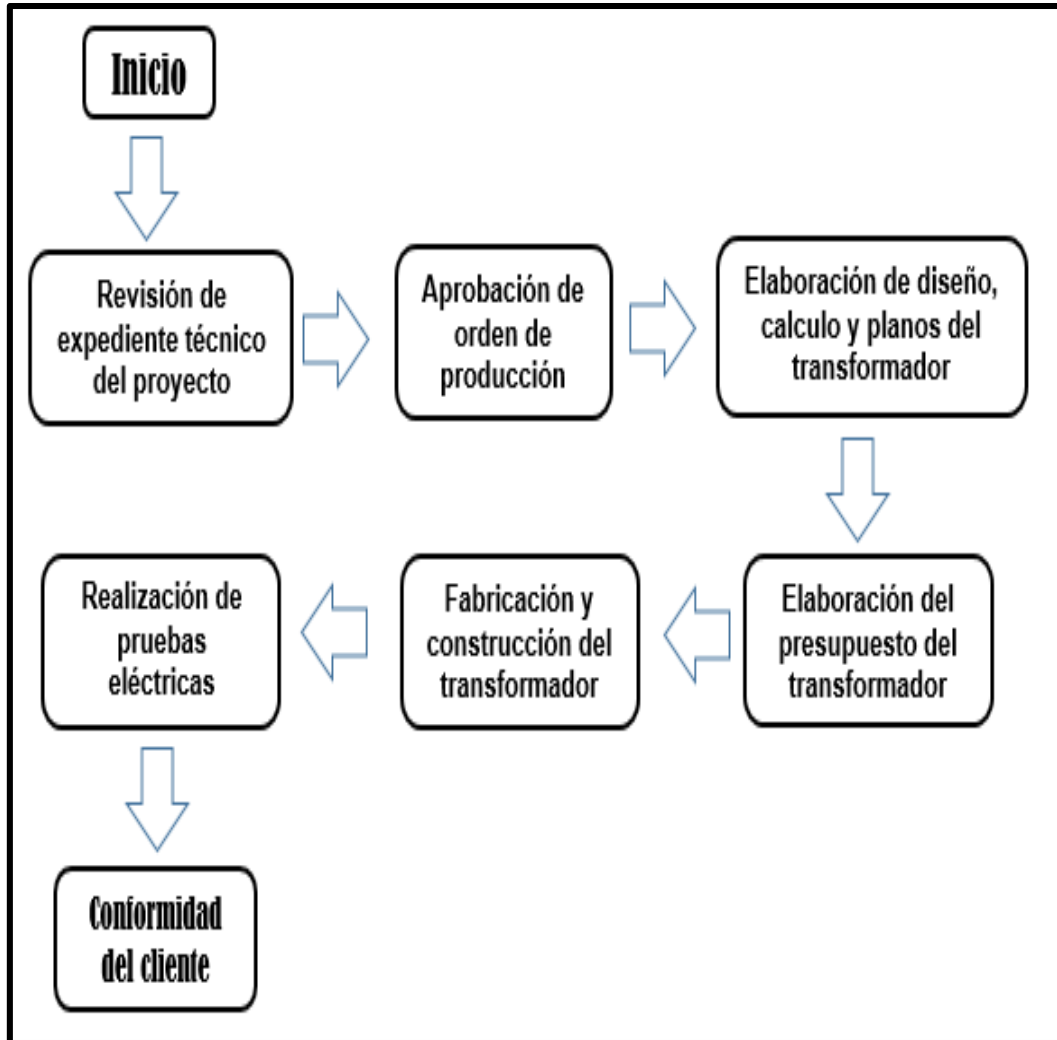 Inicio
Revisión de
expediente técnico
del proyecto
Aprobación de
orden de
producción
Elaboración de diseño,
calculo y planos del
transformador
Elaboración del
presupuesto del
transformador
Fabricación y
construcción del
transformador
Realización de
pruebas
eléctricas
Conformidad
del cliente